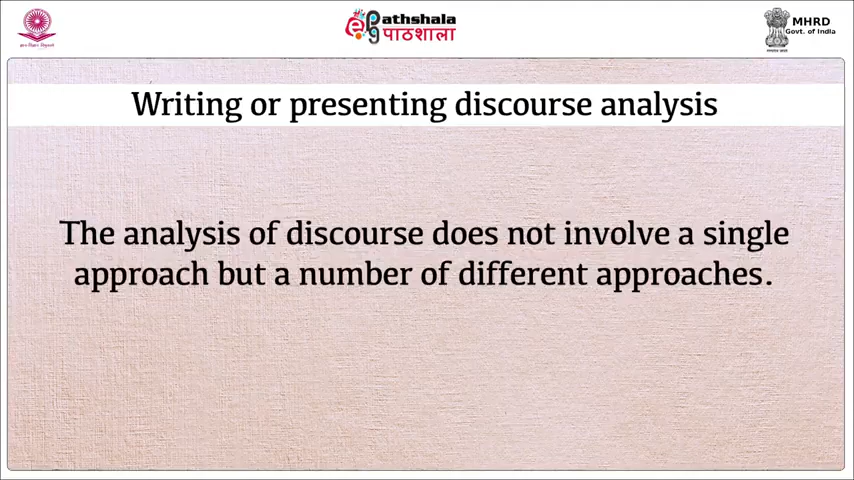 ePathshala
पाठशाला
MHRD
Govt. of India
Writing or presenting discourse analysis
The analysis of discourse does not involve a single
approach but a number of different approaches.